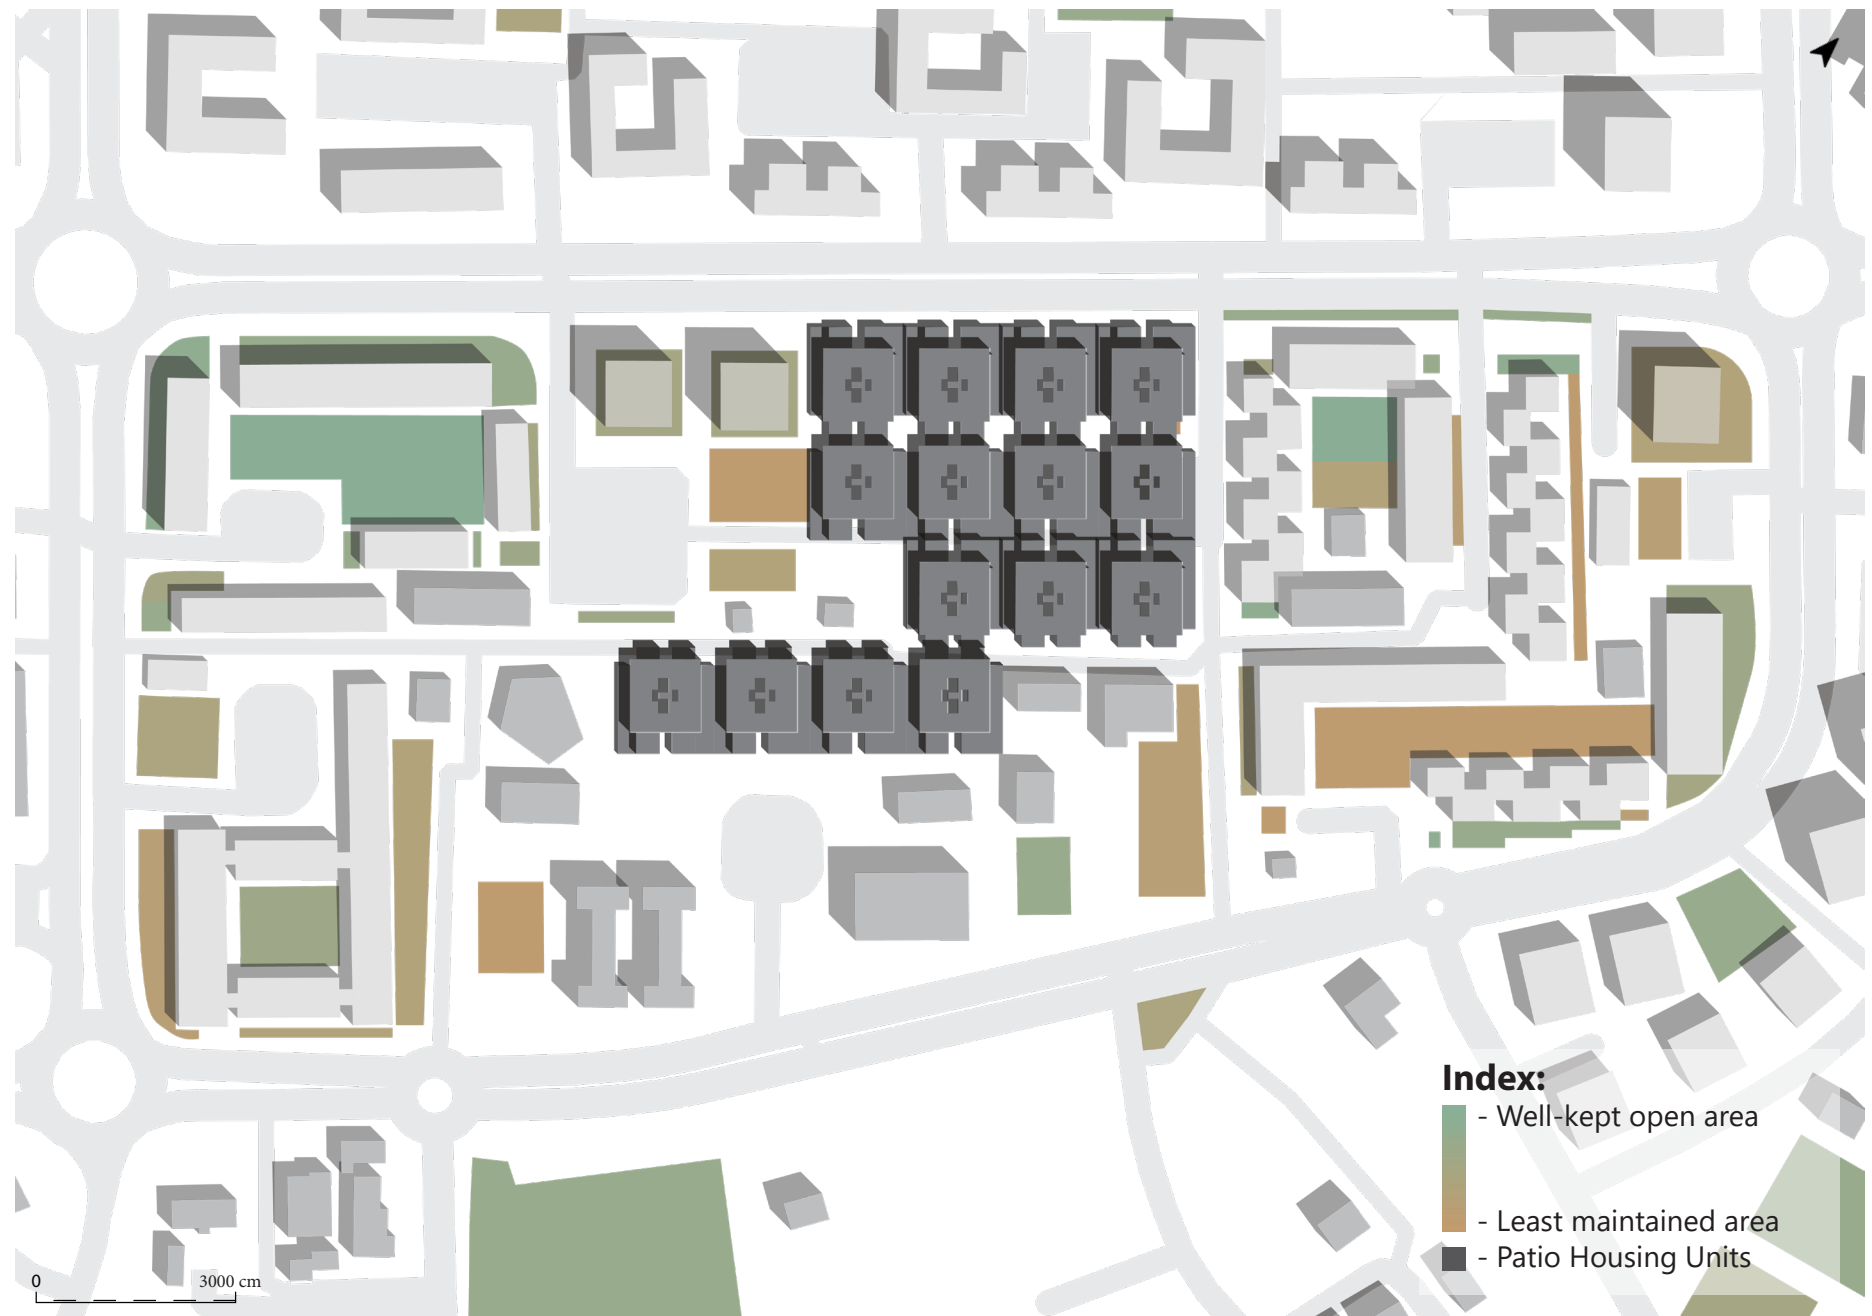 Index:
- Well-kept open area
- Least maintained area
- Patio Housing Units
0 3000 cm